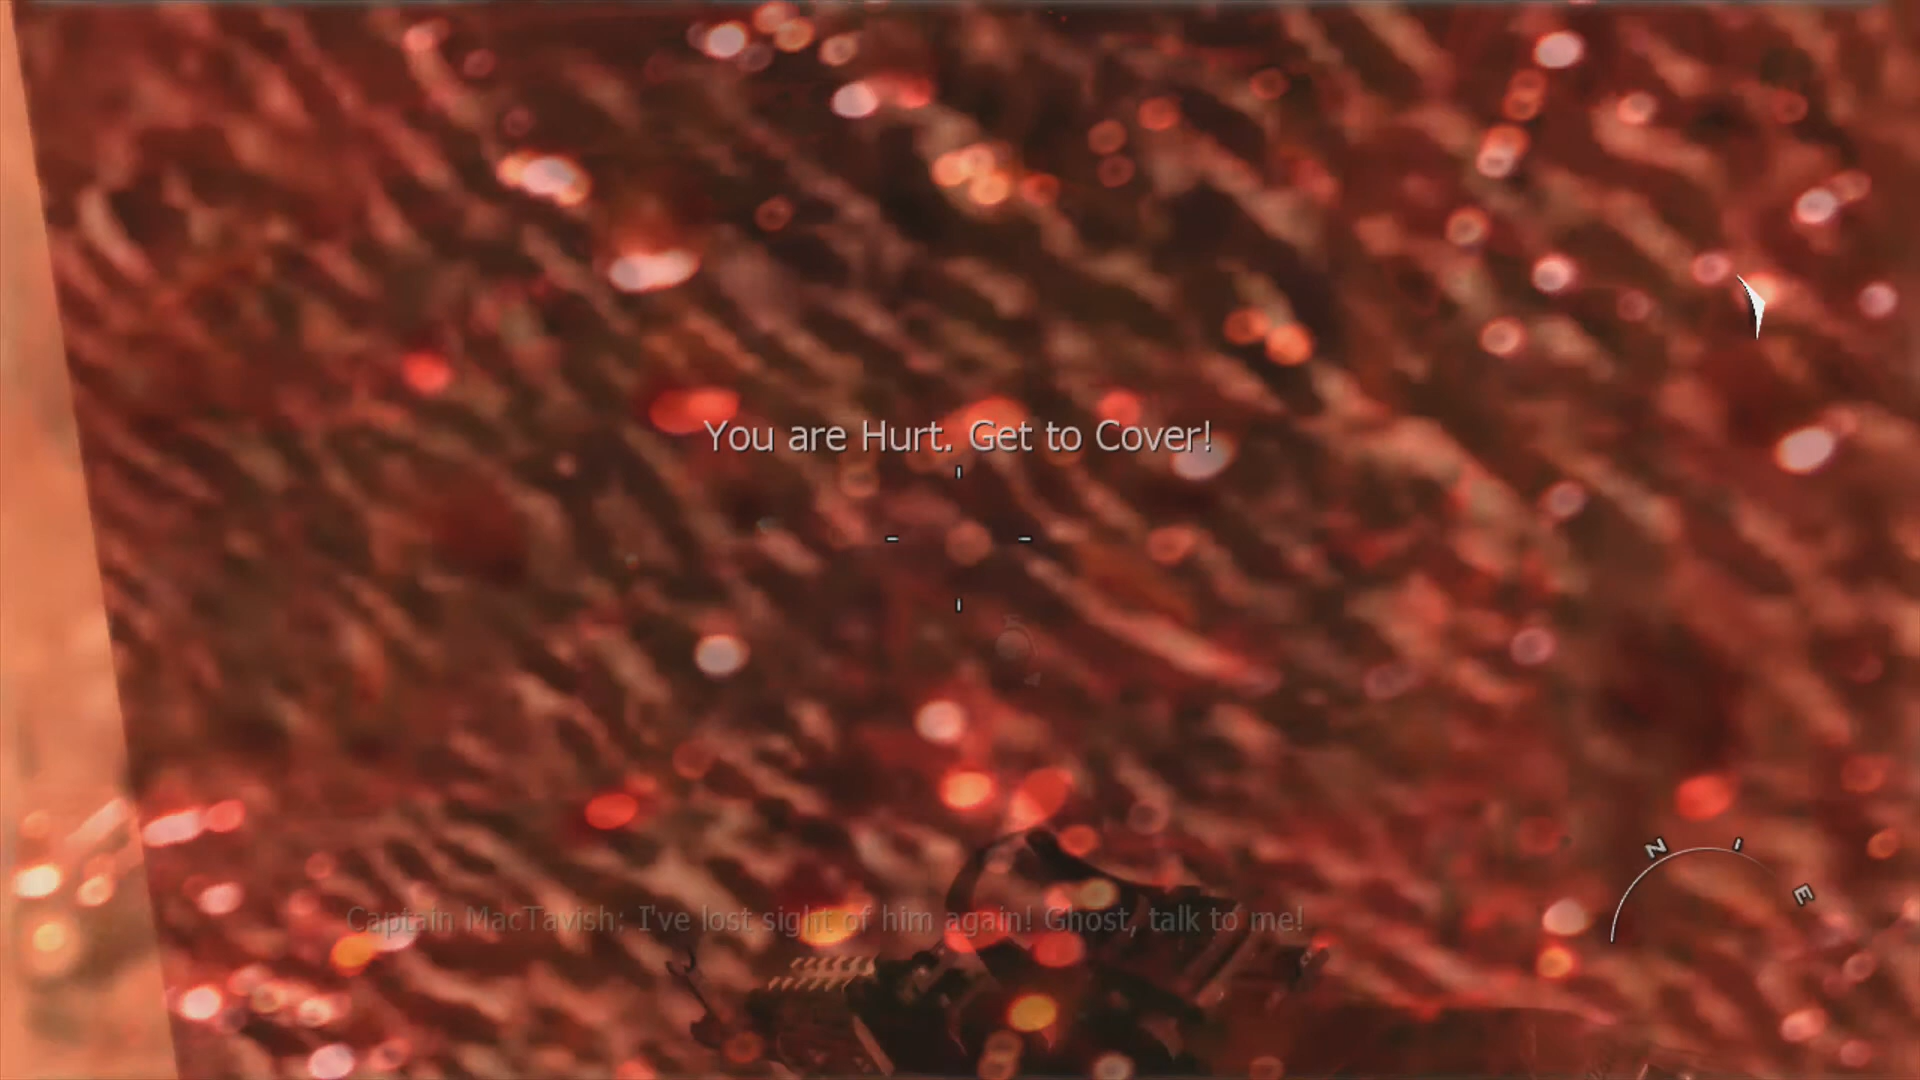 You are Hurt. Get to Cover!
Captain MacTavish: I've lost sight of him again! Ghost, talk to me!
N
E